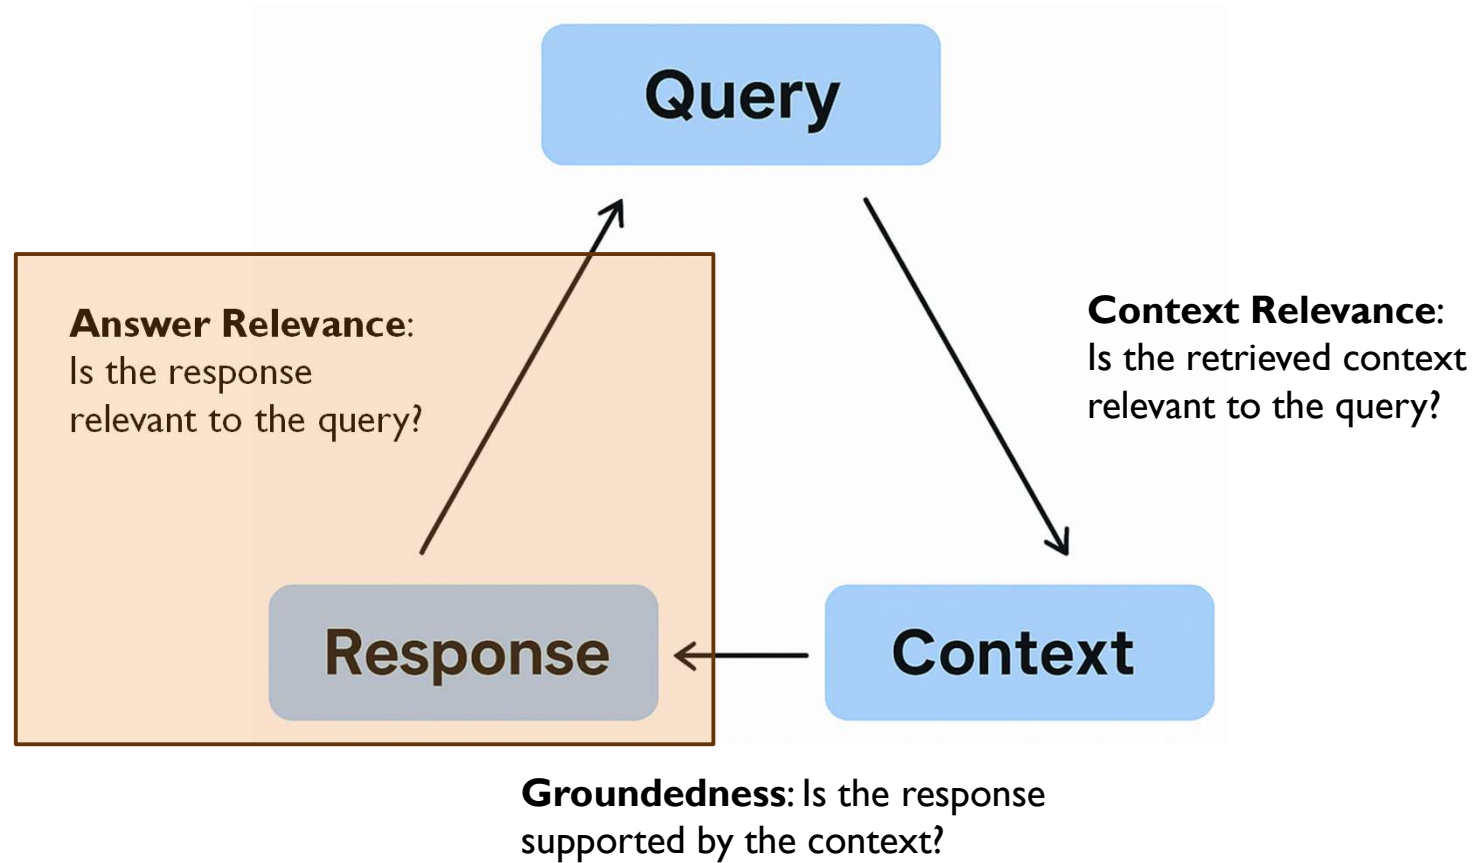 Query
Answer Relevance:
Is the response
relevant to the query?
Context Relevance:
Is the retrieved context
relevant to the query?
Response
Context
Groundedness: Is the response
supported by the context?